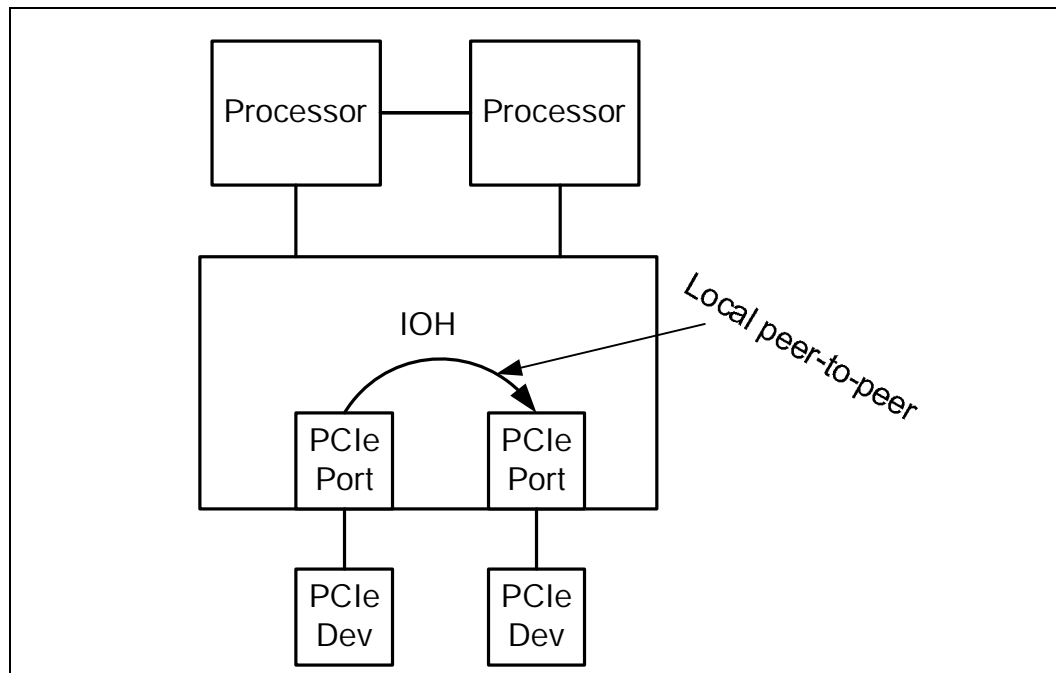 Processor
Processor
IOH
Local peer-to-peer
PCIe
Port
PCIe
Port
PCIe
Dev
PCIe
Dev